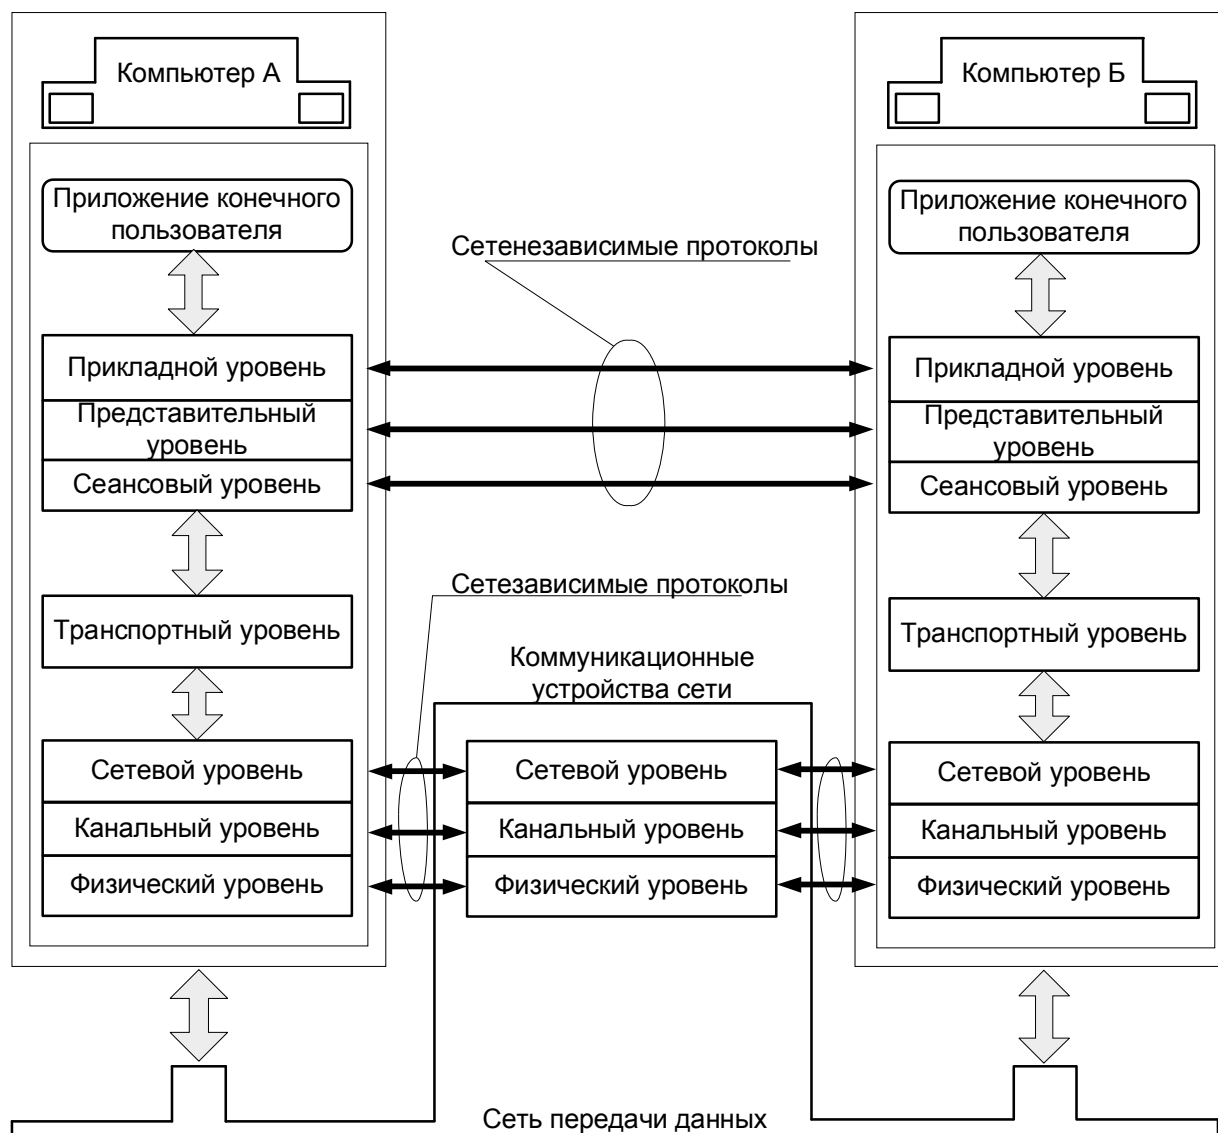 Компьютер А
Приложение конечного
пользователя
Прикладной уровень
Представительный
уровень
Сеансовый уровень
Транспортный уровень
Сетевой уровень
Канальный уровень
Физический уровень
Сетенезависимые протоколы
Сетезависимые протоколы
Коммуникационные
устройства сети
Сетевой уровень
Канальный уровень
Физический уровень
Компьютер Б
Приложение конечного
пользователя
Прикладной уровень
Представительный
уровень
Сеансовый уровень
Транспортный уровень
Сетевой уровень
Канальный уровень
Физический уровень
Сеть передачи данных